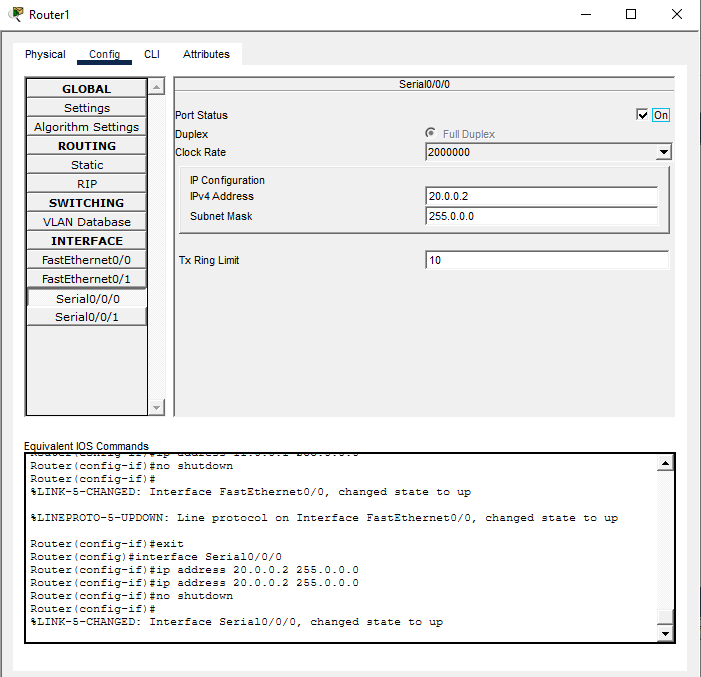 Router1
Physical Config CLI Attributes
GLOBAL
Settings
Algorithm Settings
ROUTING
Static
RIP
SWITCHING
VLAN Database
INTERFACE
FastEthernet0/0
FastEthernet0/1
Serial0/0/0
Serial0/0/1
Serial0/0/0
Port Status On
Duplex Full Duplex
Clock Rate 2000000
IP Configuration
IPv4 Address 20.0.0.2
Subnet Mask 255.0.0.0
Tx Ring Limit 10
Equivalent IOS Commands
Router(config-if)#no shutdown
Router(config-if)#
%LINK-5-CHANGED: Interface FastEthernet0/0, changed state to up
%LINEPROTO-5-UPDOWN: Line protocol on Interface FastEthernet0/0, changed state to up
Router(config-if)#exit
Router(config)#interface Serial0/0/0
Router(config-if)#ip address 20.0.0.2 255.0.0.0
Router(config-if)#ip address 20.0.0.2 255.0.0.0
Router(config-if)#no shutdown
Router(config-if)#
%LINK-5-CHANGED: Interface Serial0/0/0, changed state to up